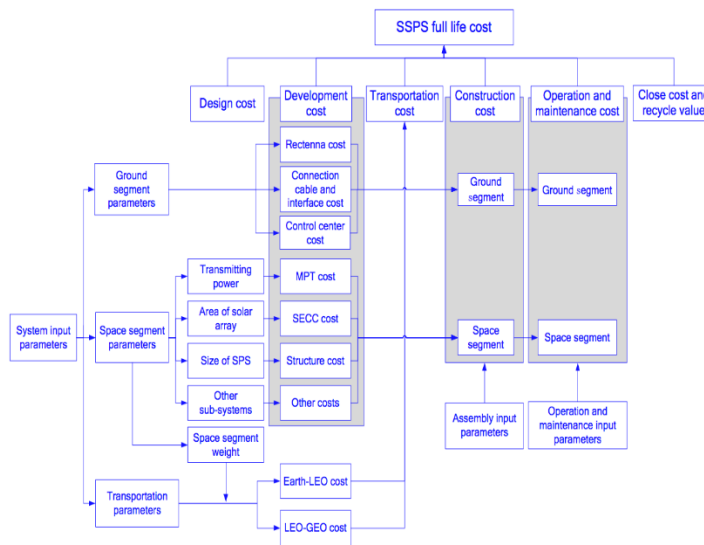 SSPS full life cost
Design cost
Development
cost
Transportation
cost
Construction
cost
Operation and
maintenance cost
Close cost and
recycle value
Rectenna cost
Ground
segment
parameters
Connection
cable and
interface cost
Ground
segment
Ground segment
Control center
cost
Transmitting
power
MPT cost
System input
parameters
Space segment
parameters
Area of solar
array
SECC cost
Space
segment
Space segment
Size of SPS
Structure cost
Other
sub-systems
Other costs
Assembly input
parameters
Operation and
maintenance input
parameters
Space segment
weight
Transportation
parameters
Earth-LEO cost
LEO-GEO cost